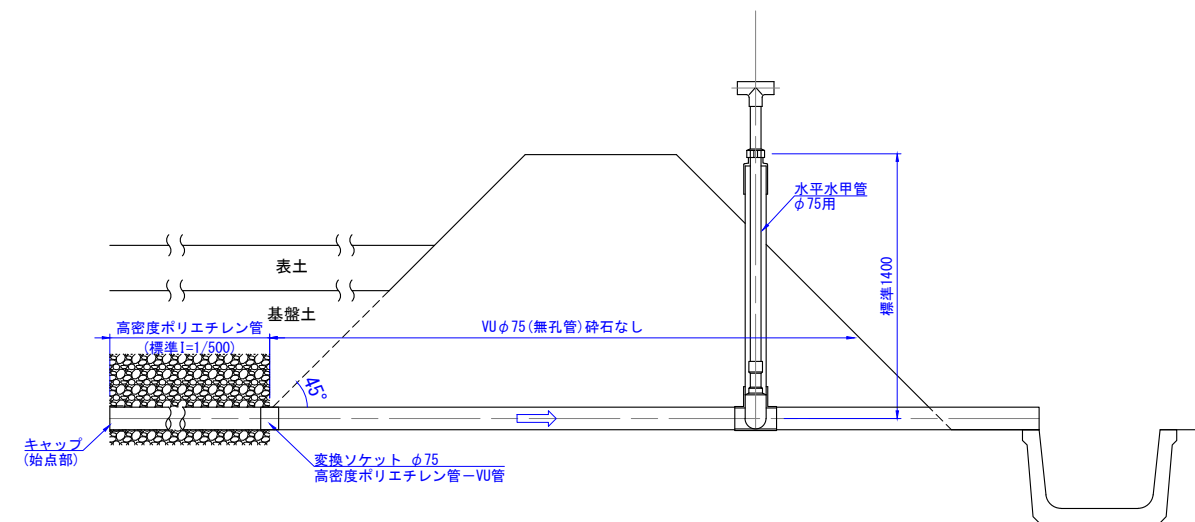 水平水甲管
φ75用
標準1400
表土
基盤土
高密度ポリエチレン管
(標準I=1/500)
VUφ75(無孔管)砕石なし
45°
キャップ
(始点部)
変換ソケット φ75
高密度ポリエチレン管－VU管